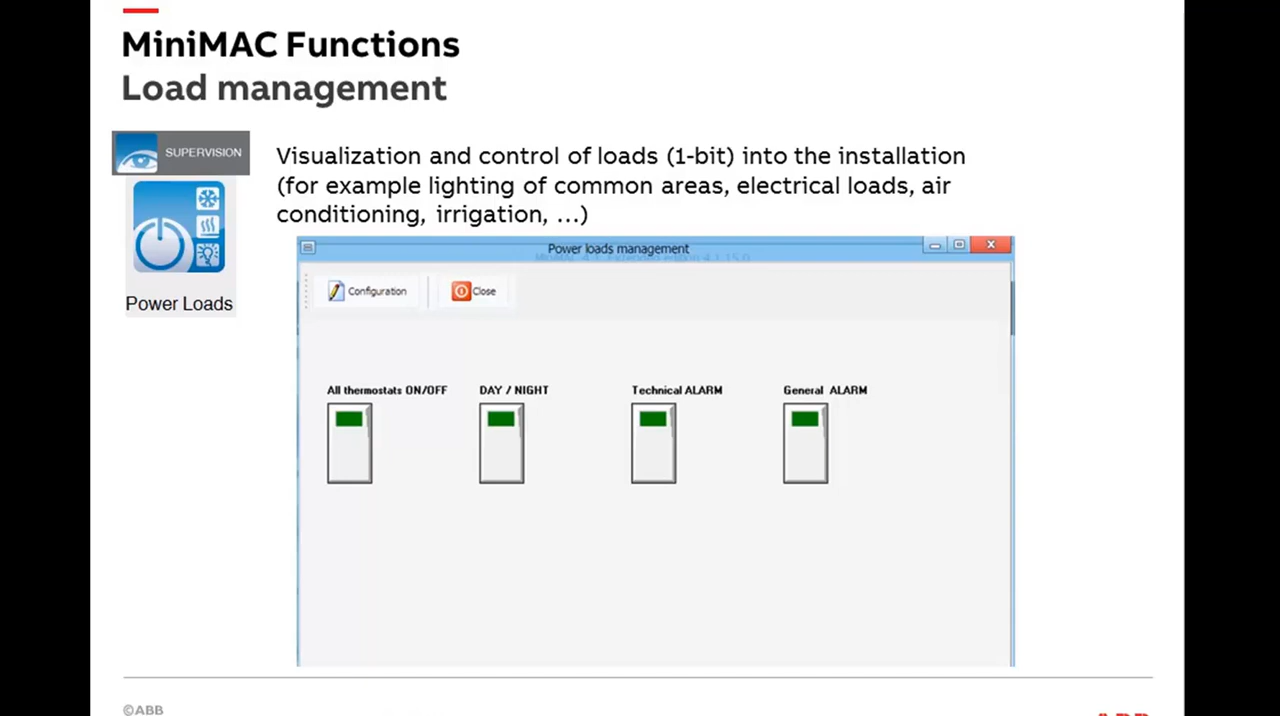 MiniMAC Functions
Load management
SUPERVISION
Power Loads
Visualization and control of loads (1-bit) into the installation
(for example lighting of common areas, electrical loads, air
conditioning, irrigation, ...)
Power loads management
Configuration
Close
All thermostats ON/OFF
DAY / NIGHT
Technical ALARM
General ALARM
©ABB